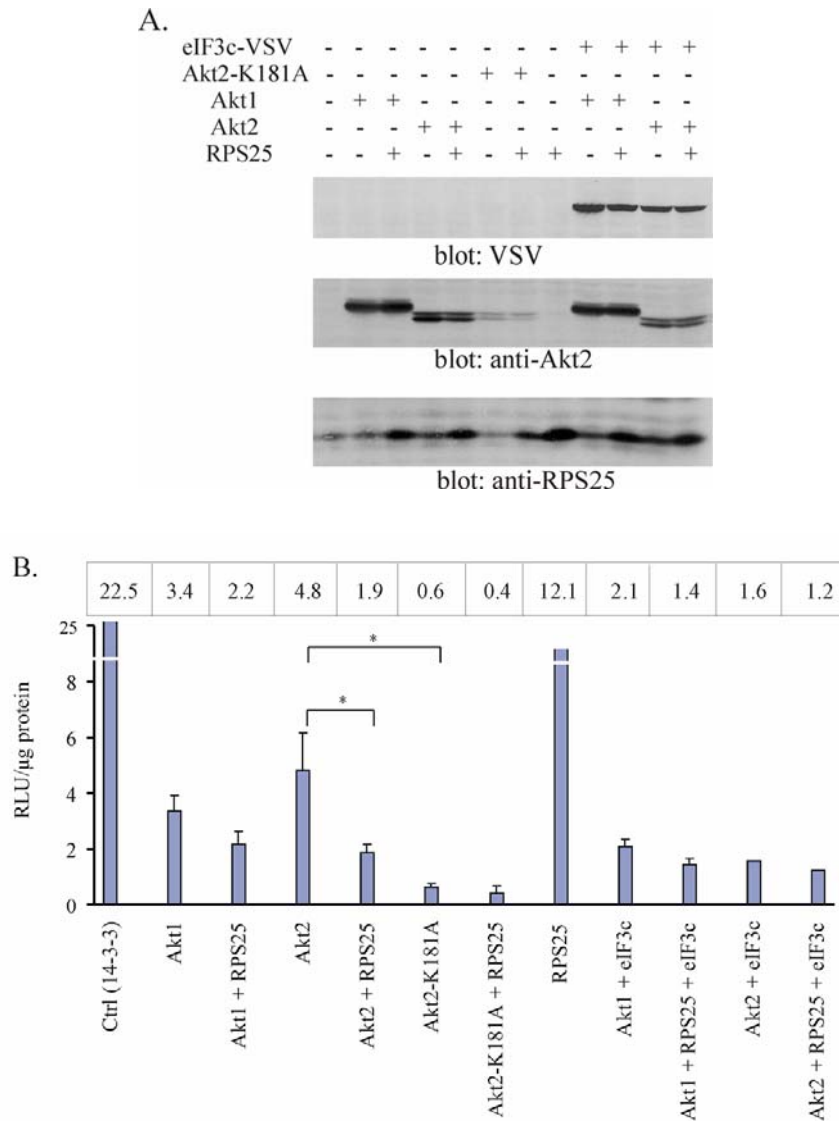 A.
eIF3c-VSV - - - - - - - - + + + +
Akt2-K181A - - - - - + + - - - - -
Akt1 - + + - - - - - + + - -
Akt2 - - - + + - - - - - + +
RPS25 - - + - + - + + - + - +
blot: VSV
blot: anti-Akt2
blot: anti-RPS25
B.
22.5 3.4 2.2 4.8 1.9 0.6 0.4 12.1 2.1 1.4 1.6 1.2
RLU/µg protein
25
8
6
4
2
0
*
*
Ctrl (14-3-3)
Akt1
Akt1 + RPS25
Akt2
Akt2 + RPS25
Akt2-K181A
Akt2-K181A + RPS25
RPS25
Akt1 + eIF3c
Akt1 + RPS25 + eIF3c
Akt2 + eIF3c
Akt2 + RPS25 + eIF3c